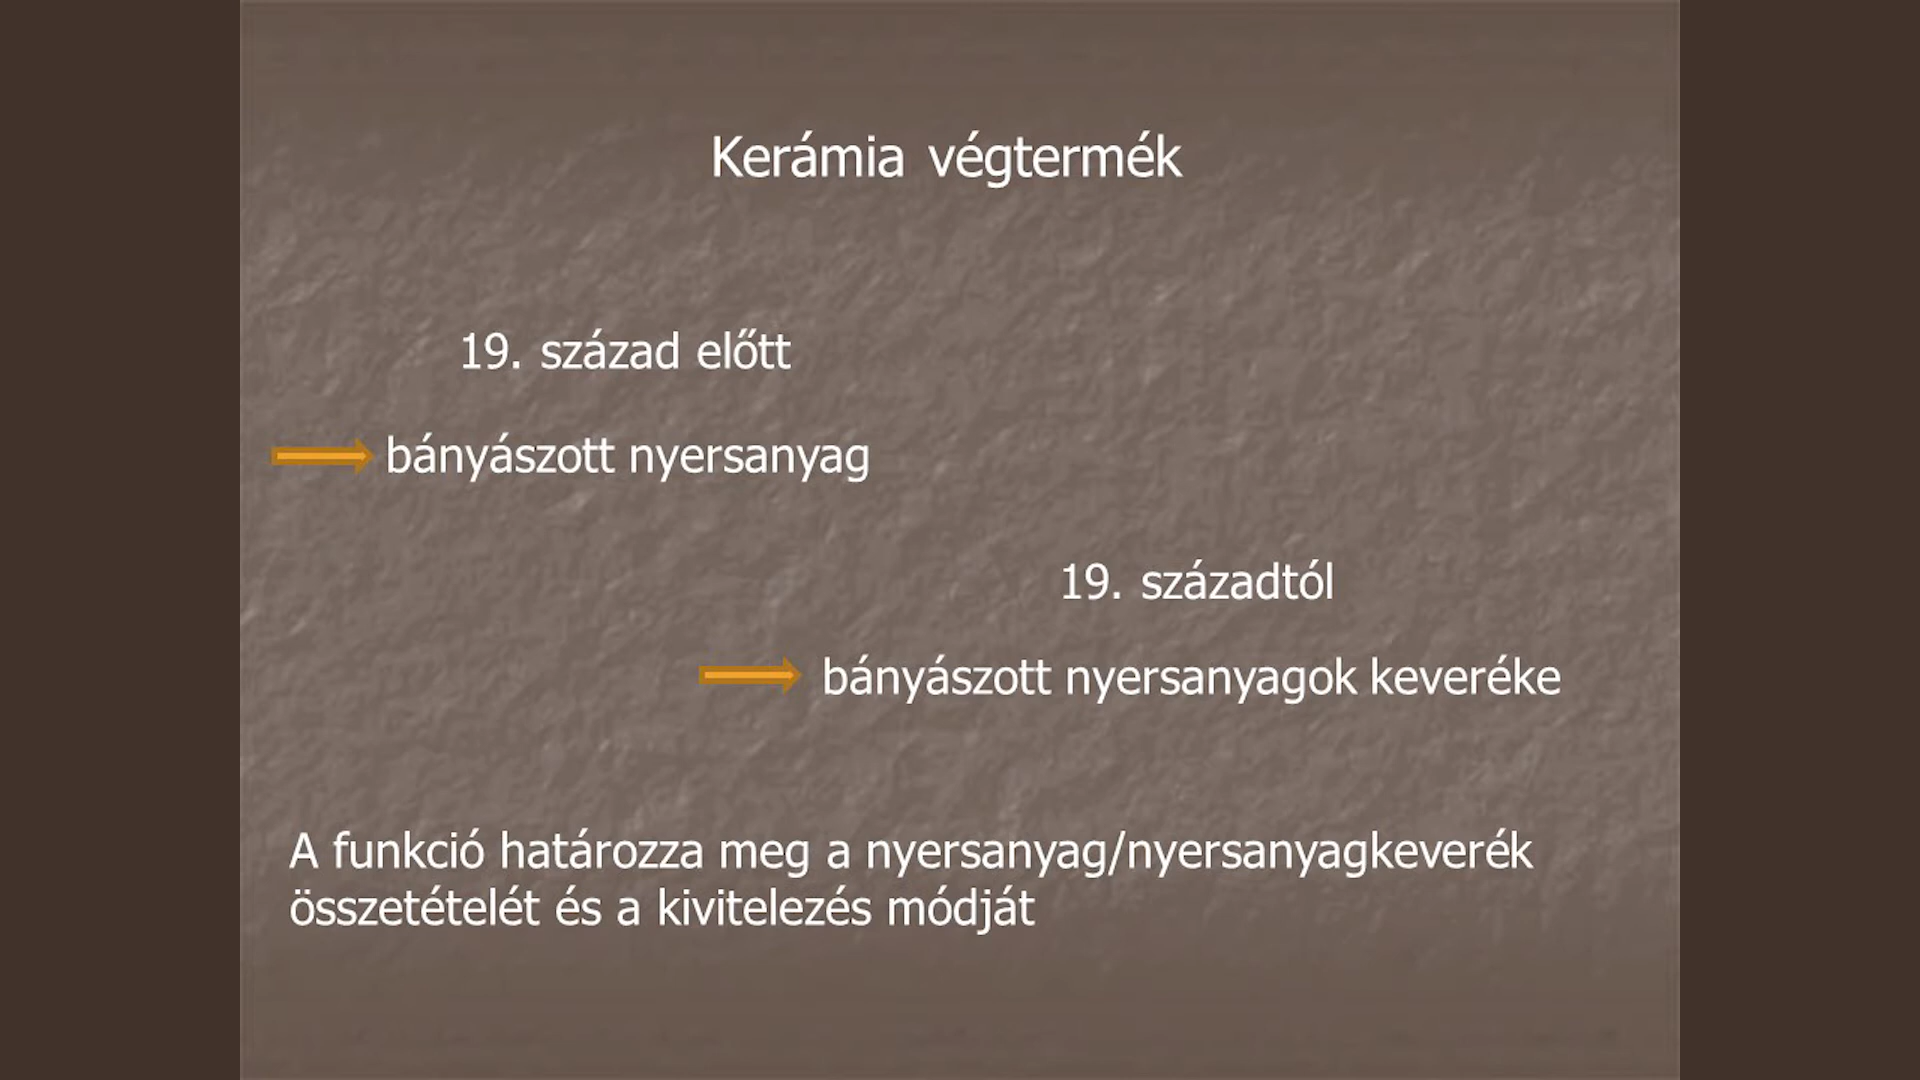 Kerámia végtermék
19. század előtt
bányászott nyersanyag
19. századtól
bányászott nyersanyagok keveréke
A funkció határozza meg a nyersanyag/nyersanyagkeverék
összetételét és a kivitelezés módját